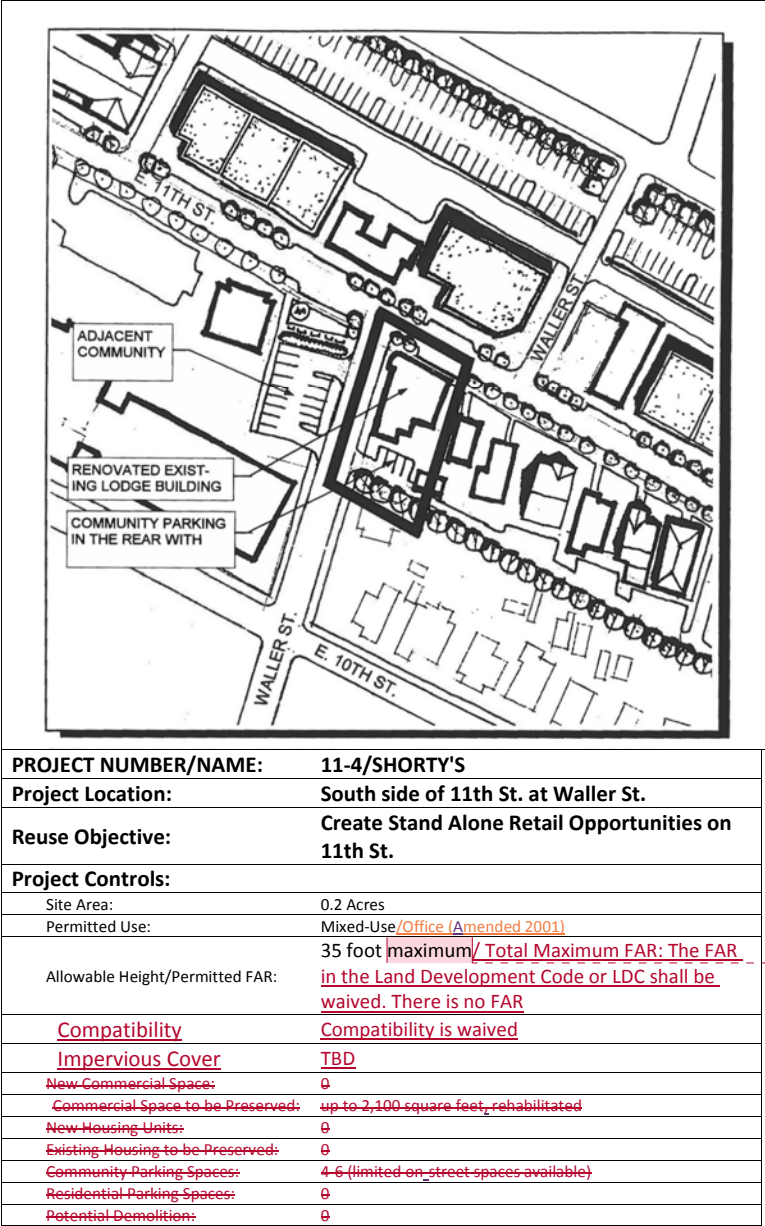 E. 11TH ST.
WALLER ST.
ADJACENT
COMMUNITY
RENOVATED EXIST-
ING LODGE BUILDING
COMMUNITY PARKING
IN THE REAR WITH
WALLER ST.
E. 10TH ST.
PROJECT NUMBER/NAME: 11-4/SHORTY'S
Project Location: South side of 11th St. at Waller St.
Reuse Objective: Create Stand Alone Retail Opportunities on
11th St.
Project Controls:
Site Area: 0.2 Acres
Permitted Use: Mixed-Use/Office (Amended 2001)
Allowable Height/Permitted FAR: 35 foot maximum/ Total Maximum FAR: The FAR
in the Land Development Code or LDC shall be
waived. There is no FAR
Compatibility Compatibility is waived
Impervious Cover TBD
New Commercial Space: 0
Commercial Space to be Preserved: up to 2,100 square feet, rehabilitated
New Housing Units: 0
Existing Housing to be Preserved: 0
Community Parking Spaces: 4-6 (limited on-street spaces available)
Residential Parking Spaces: 0
Potential Demolition: 0